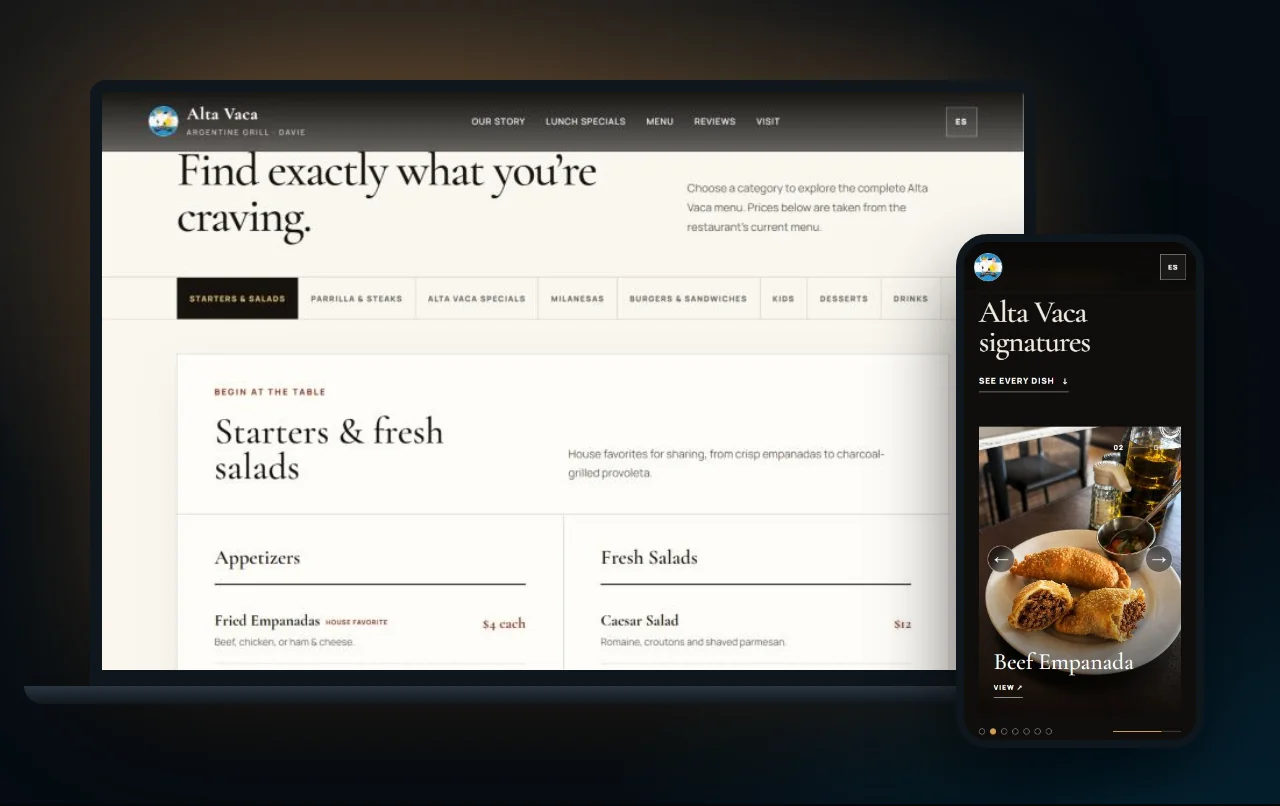 Alta Vaca
ARGENTINE GRILL · DAVIE
OUR STORY
LUNCH SPECIALS
MENU
REVIEWS
VISIT
ES
Find exactly what you’re
craving.
Choose a category to explore the complete Alta
Vaca menu. Prices below are taken from the
restaurant's current menu.
STARTERS & SALADS
PARRILLA & STEAKS
ALTA VACA SPECIALS
MILANESAS
BURGERS & SANDWICHES
KIDS
DESSERTS
DRINKS
BEGIN AT THE TABLE
Starters & fresh
salads
House favorites for sharing, from crisp empanadas to charcoal-
grilled provoleta.
Appetizers
Fried Empanadas HOUSE FAVORITE $4 each
Beef, chicken, or ham & cheese.
Fresh Salads
Caesar Salad $12
Romaine, croutons and shaved parmesan.
ES
Alta Vaca
signatures
SEE EVERY DISH ↓
02
← →
Beef Empanada
VIEW ↗